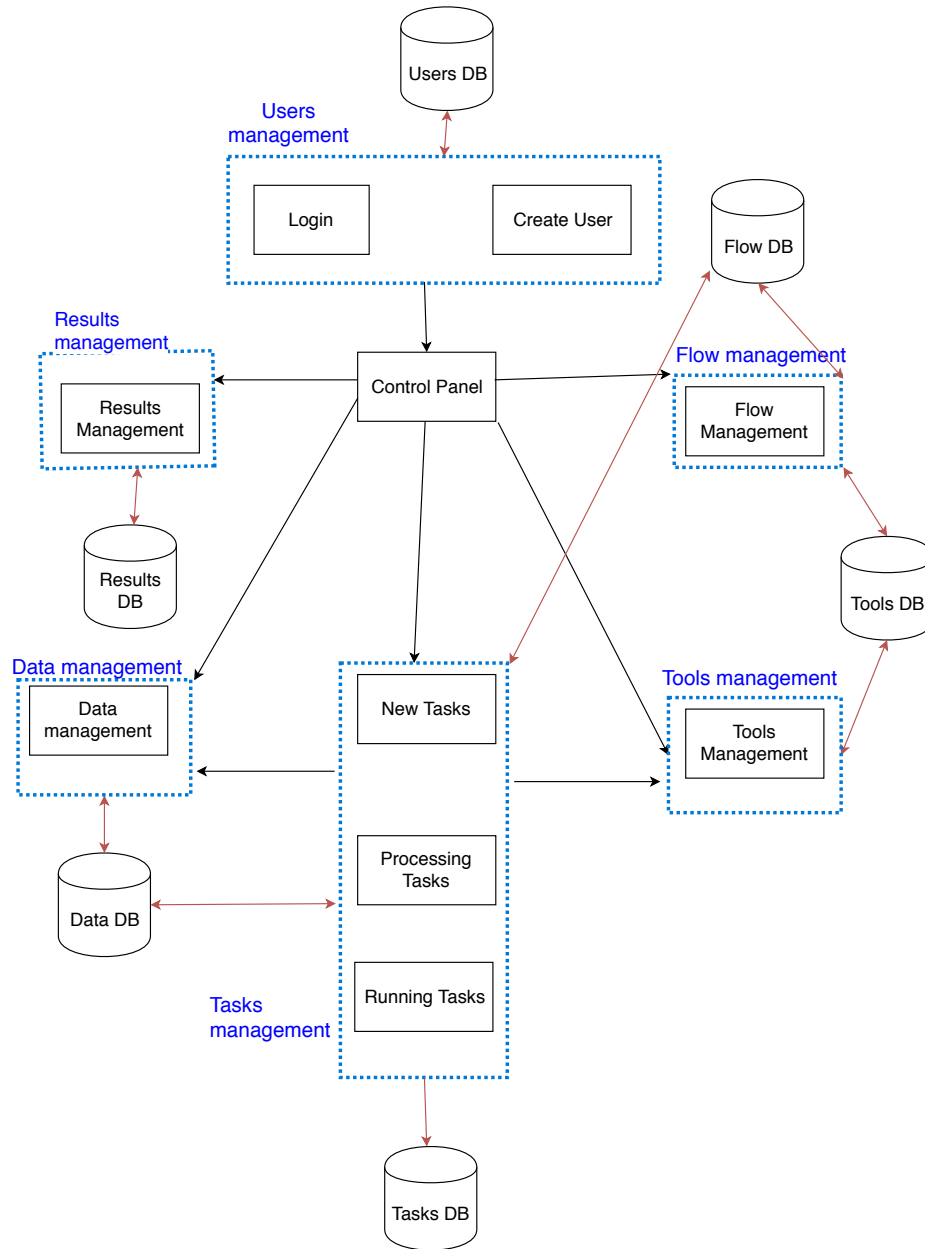 Users DB
Users
management
Login
Create User
Flow DB
Results
management
Control Panel
Flow management
Results
Management
Flow
Management
Results
DB
Tools DB
Data management
Data
management
New Tasks
Tools management
Tools
Management
Processing
Tasks
Data DB
Running Tasks
Tasks
management
Tasks DB